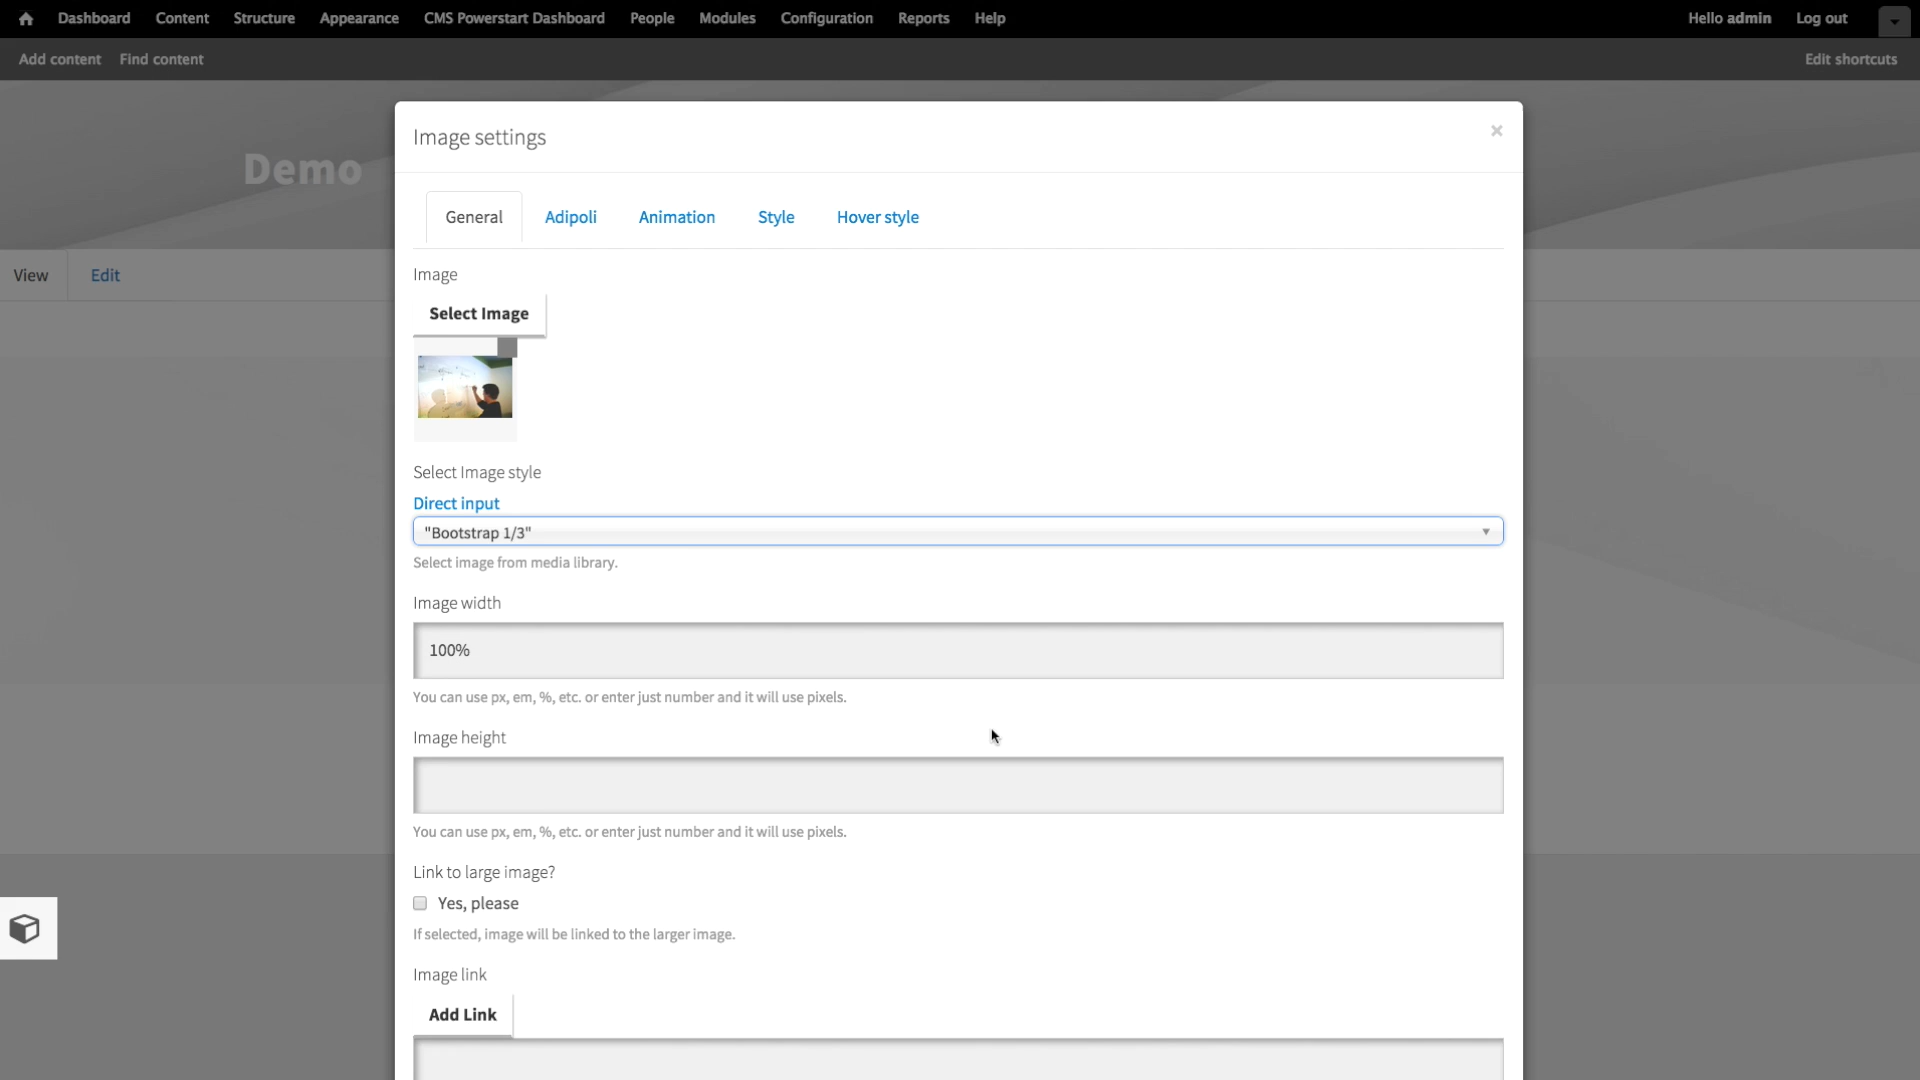 Dashboard Content Structure Appearance CMS Powerstart Dashboard People Modules Configuration Reports Help Hello admin Log out
Add content Find content Edit shortcuts
Demo
View Edit
Image settings ×
General Adipoli Animation Style Hover style
Image
Select Image
Select Image style
Direct input
"Bootstrap 1/3"
Select image from media library.
Image width
100%
You can use px, em, %, etc. or enter just number and it will use pixels.
Image height
You can use px, em, %, etc. or enter just number and it will use pixels.
Link to large image?
Yes, please
If selected, image will be linked to the larger image.
Image link
Add Link